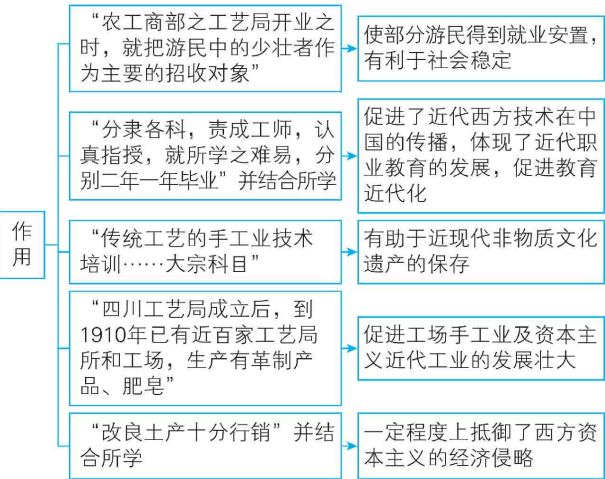 作
用
“农工商部之工艺局开业之
时，就把游民中的少壮者作
为主要的招收对象”
使部分游民得到就业安置，
有利于社会稳定
“分隶各科，责成工师，认
真指授，就所学之难易，分
别二年一年毕业”并结合所学
促进了近代西方技术在中
国的传播，体现了近代职
业教育的发展，促进教育
近代化
“传统工艺的手工业技术
培训……大宗科目”
有助于近现代非物质文化
遗产的保存
“四川工艺局成立后，到
1910年已有近百家工艺局
所和工场，生产有革制产
品、肥皂”
促进工场手工业及资本主
义近代工业的发展壮大
“改良土产十分行销”并结
合所学
一定程度上抵御了西方资
本主义的经济侵略